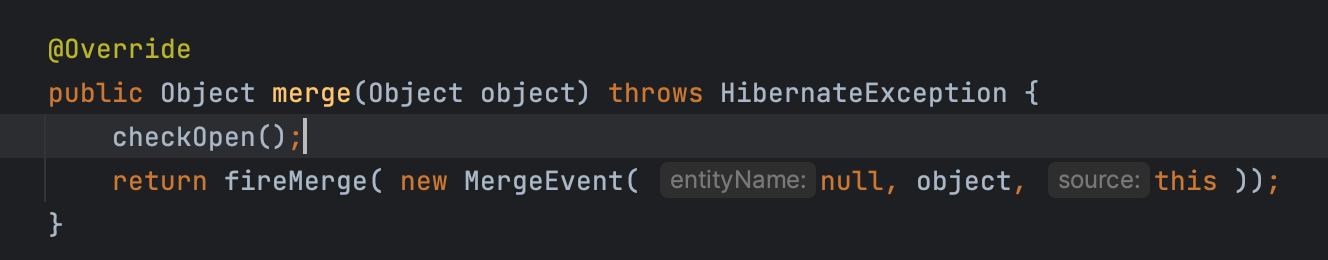 @Override
public Object merge(Object object) throws HibernateException {
checkOpen();
return fireMerge( new MergeEvent( entityName: null, object, source: this ));
}